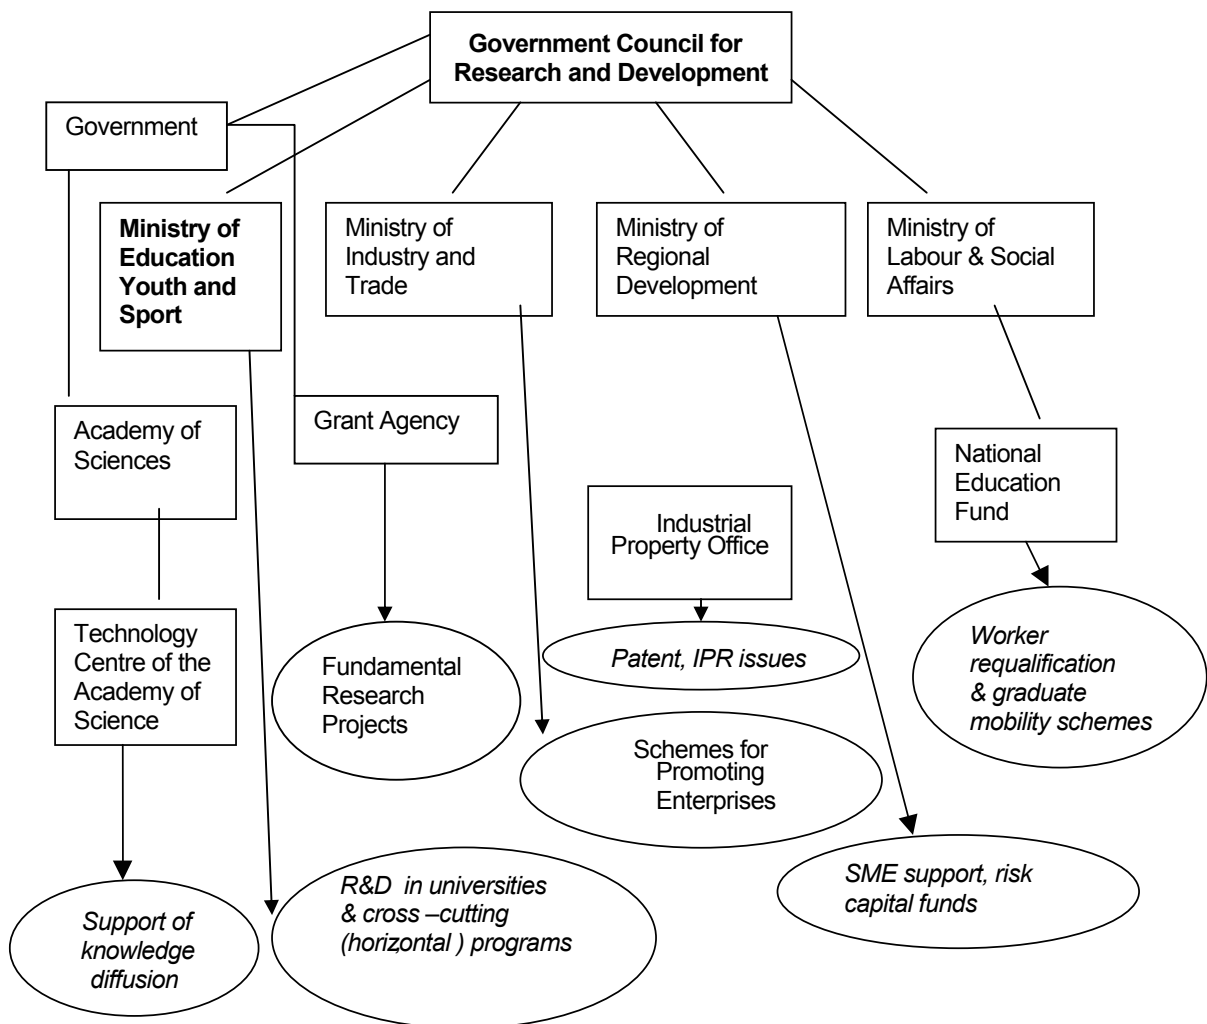 Government Council for
Research and Development
Government
Ministry of
Education
Youth and
Sport
Ministry of
Industry and
Trade
Ministry of
Regional
Development
Ministry of
Labour & Social
Affairs
Academy of
Sciences
Grant Agency
National
Education
Fund
Industrial
Property Office
Technology
Centre of the
Academy of
Science
Fundamental
Research
Projects
Patent, IPR issues
Worker
requalification
& graduate
mobility schemes
Schemes for
Promoting
Enterprises
R&D in universities
& cross –cutting
(horizontal ) programs
SME support, risk
capital funds
Support of
knowledge
diffusion